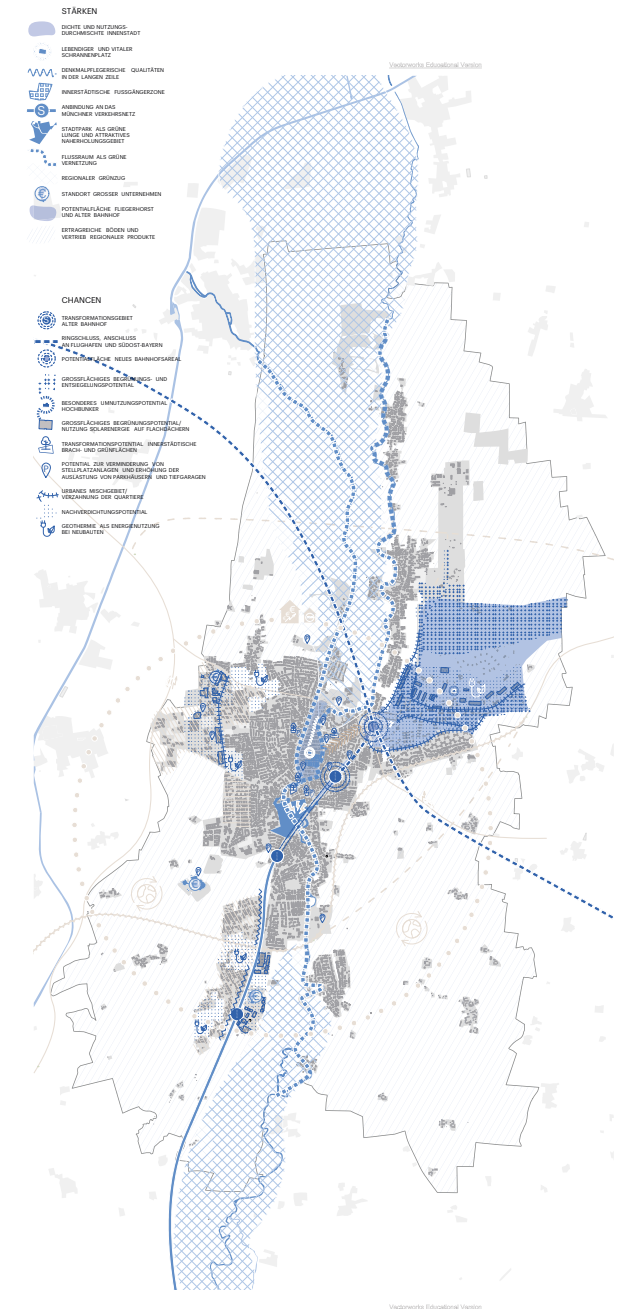 STÄRKEN
DICHTE UND NUTZUNGS-
DURCHMISCHTE INNENSTADT
LEBENDIGER UND VITALER
SCHRANNENPLATZ
DENKMALPFLEGERISCHE QUALITÄTEN
IN DER LANGEN ZEILE
INNERSTÄDTISCHE FUSSGÄNGERZONE
S
ANBINDUNG AN DAS
MÜNCHNER VERKEHRSNETZ
STADTPARK ALS GRÜNE
LUNGE UND ATTRAKTIVES
NAHERHOLUNGSGEBIET
FLUSSRAUM ALS GRÜNE
VERNETZUNG
REGIONALER GRÜNZUG
€
STANDORT GROSSER UNTERNEHMEN
POTENTIALFLÄCHE FLIEGERHORST
UND ALTER BAHNHOF
ERTRAGREICHE BÖDEN UND
VERTRIEB REGIONALER PRODUKTE
CHANCEN
TRANSFORMATIONSGEBIET
ALTER BAHNHOF
RINGSCHLUSS, ANSCHLUSS
AN FLUGHAFEN UND SÜDOST-BAYERN
POTENTIALFLÄCHE NEUES BAHNHOFSAREAL
GROSSFLÄCHIGES BEGRÜNUNGS- UND
ENTSIEGELUNGSPOTENTIAL
BESONDERES UMNUTZUNGSPOTENTIAL
HOCHBUNKER
GROSSFLÄCHIGES BEGRÜNUNGSPOTENTIAL/
NUTZUNG SOLARENERGIE AUF FLACHDÄCHERN
TRANSFORMATIONSPOTENTIAL INNERSTÄDTISCHE
BRACH- UND GRÜNFLÄCHEN
P
POTENTIAL ZUR VERMINDERUNG VON
STELLPLATZANLAGEN UND ERHÖHUNG DER
AUSLASTUNG VON PARKHÄUSERN UND TIEFGARAGEN
URBANES MISCHGEBIET/
VERZAHNUNG DER QUARTIERE
NACHVERDICHTUNGSPOTENTIAL
GEOTHERMIE ALS ENERGIENUTZUNG
BEI NEUBAUTEN
Vectorworks Educational Version
Vectorworks Educational Version